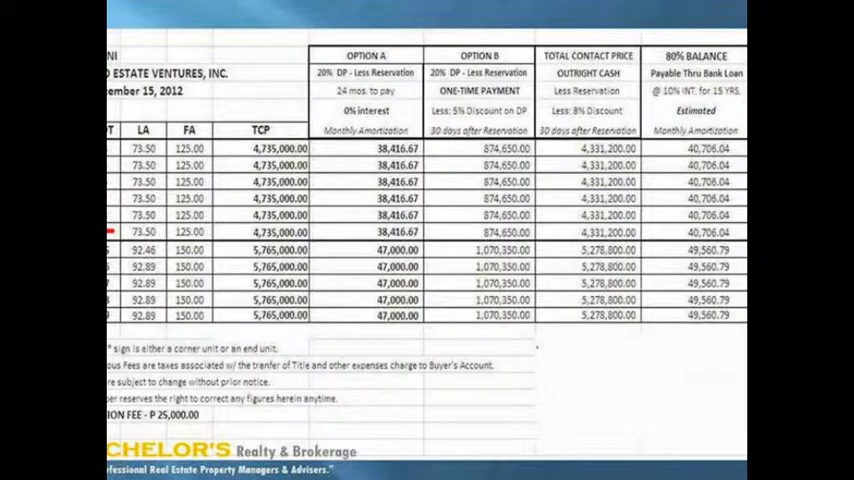 NI
ESTATE VENTURES, INC.
ember 15, 2012
OPTION A OPTION B TOTAL CONTACT PRICE 80% BALANCE
20% DP - Less Reservation 20% DP - Less Reservation OUTRIGHT CASH Payable Thru Bank Loan
24 mos. to pay ONE-TIME PAYMENT Less Reservation @ 10% INT. for 15 YRS.
0% interest Less: 5% Discount on DP Less: 8% Discount Estimated
LA FA TCP Monthly Amortization 30 days after Reservation 30 days after Reservation Monthly Amortization
73.50 125.00 4,735,000.00 38,416.67 874,650.00 4,331,200.00 40,706.04
73.50 125.00 4,735,000.00 38,416.67 874,650.00 4,331,200.00 40,706.04
73.50 125.00 4,735,000.00 38,416.67 874,650.00 4,331,200.00 40,706.04
73.50 125.00 4,735,000.00 38,416.67 874,650.00 4,331,200.00 40,706.04
73.50 125.00 4,735,000.00 38,416.67 874,650.00 4,331,200.00 40,706.04
73.50 125.00 4,735,000.00 38,416.67 874,650.00 4,331,200.00 40,706.04
92.46 150.00 5,765,000.00 47,000.00 1,070,350.00 5,278,800.00 49,560.79
92.89 150.00 5,765,000.00 47,000.00 1,070,350.00 5,278,800.00 49,560.79
92.89 150.00 5,765,000.00 47,000.00 1,070,350.00 5,278,800.00 49,560.79
92.89 150.00 5,765,000.00 47,000.00 1,070,350.00 5,278,800.00 49,560.79
92.89 150.00 5,765,000.00 47,000.00 1,070,350.00 5,278,800.00 49,560.79
* sign is either a corner unit or an end unit.
ous Fees are taxes associated w/ the tranfer of Title and other expenses charge to Buyer's Account.
re subject to change without prior notice.
per reserves the right to correct any figures herein anytime.
ION FEE - P 25,000.00
CHELOR'S Realty & Brokerage
ofessional Real Estate Property Managers & Advisers."